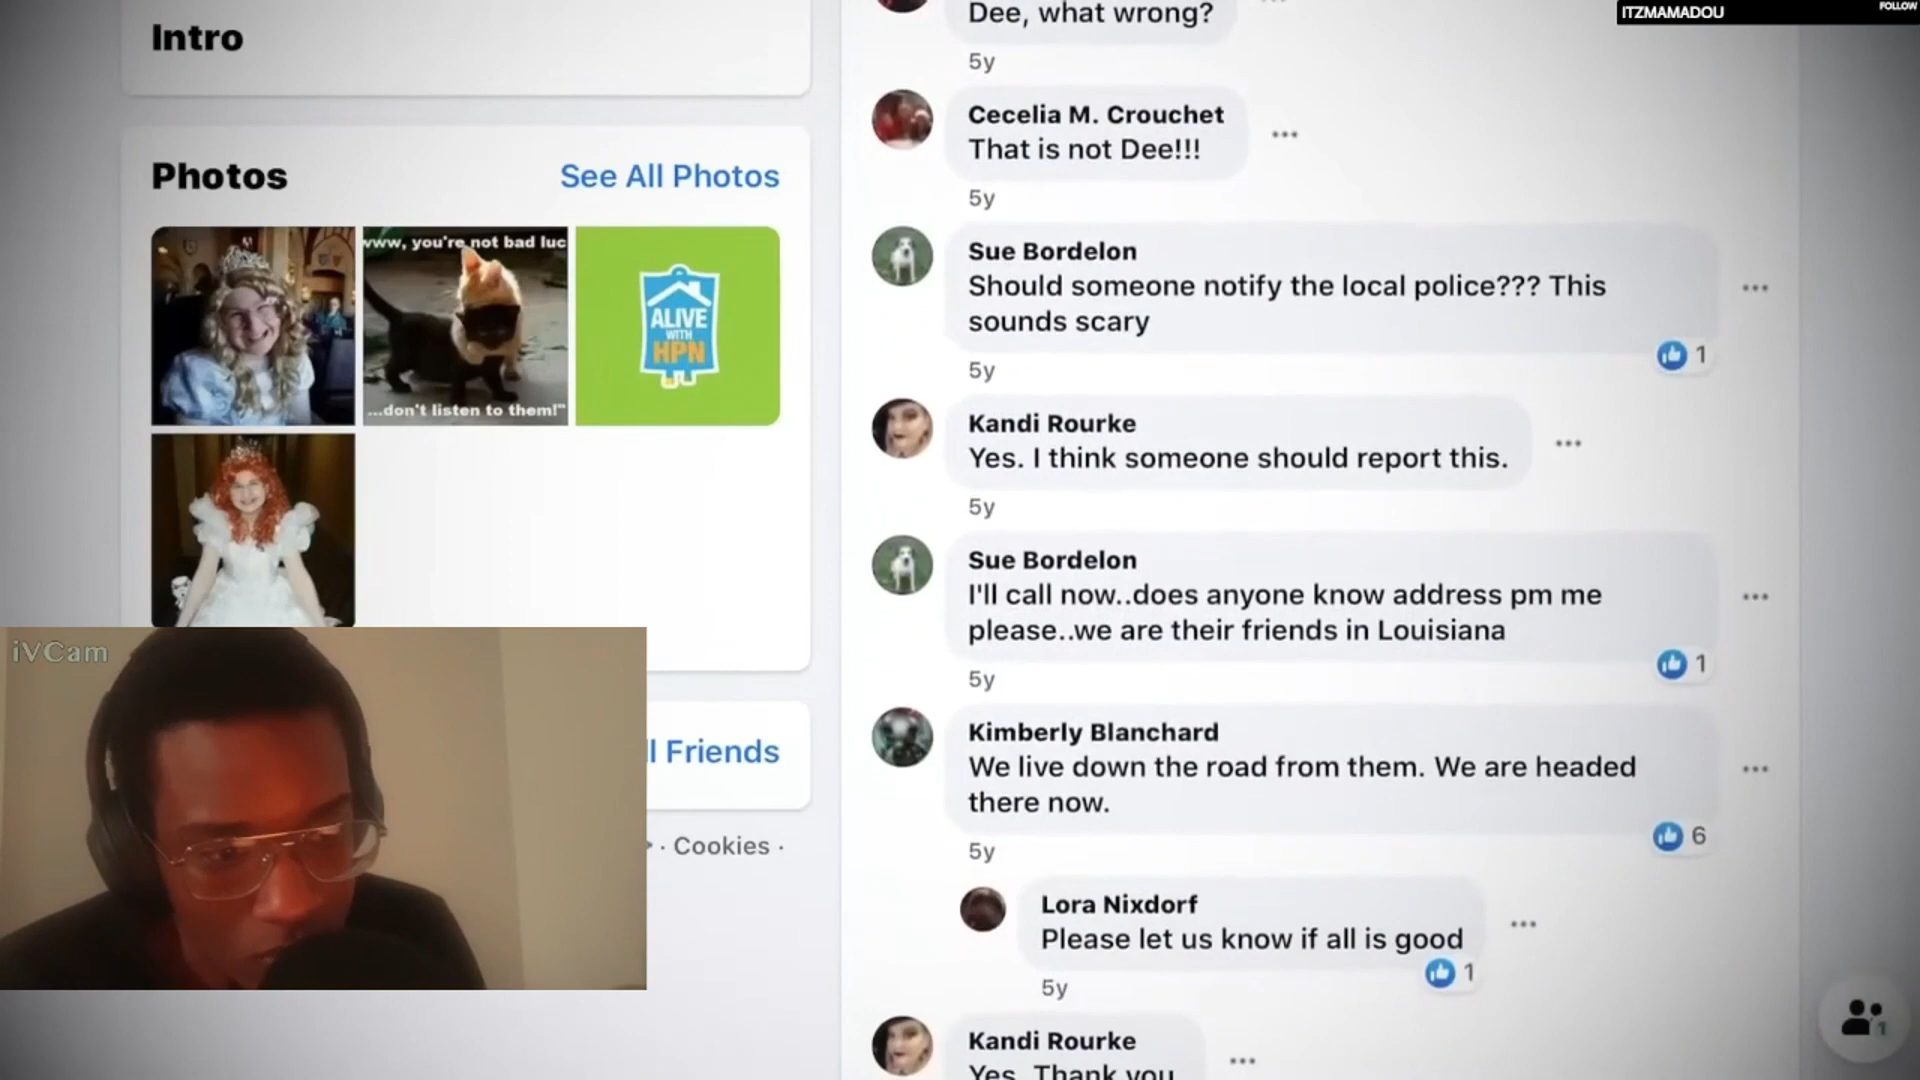 ITZMAMADOU
FOLLOW
Intro
Photos
See All Photos
www, you're not bad luc
...don't listen to them!"
ALIVE
WITH
HPN
iVCam
l Friends
· Cookies ·
Dee, what wrong?
5y
Cecelia M. Crouchet
That is not Dee!!!
5y
Sue Bordelon
Should someone notify the local police??? This
sounds scary
1
5y
Kandi Rourke
Yes. I think someone should report this.
5y
Sue Bordelon
I'll call now..does anyone know address pm me
please..we are their friends in Louisiana
1
5y
Kimberly Blanchard
We live down the road from them. We are headed
there now.
6
5y
Lora Nixdorf
Please let us know if all is good
1
5y
Kandi Rourke
Yes. Thank you
1